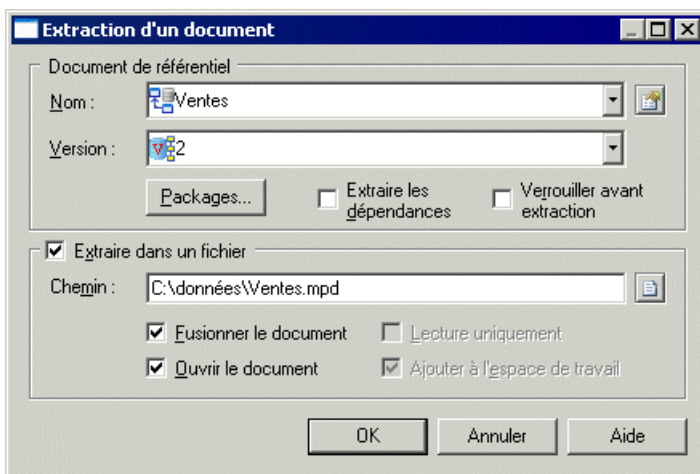 Extraction d'un document
Document de référentiel
Nom :
Ventes
Version :
V
2
Packages...
Extraire les
dépendances
Verrouiller avant
extraction
Extraire dans un fichier
Chemin :
C:\données\Ventes.mpd
Fusionner le document
Lecture uniquement
Ouvrir le document
Ajouter à l'espace de travail
OK
Annuler
Aide